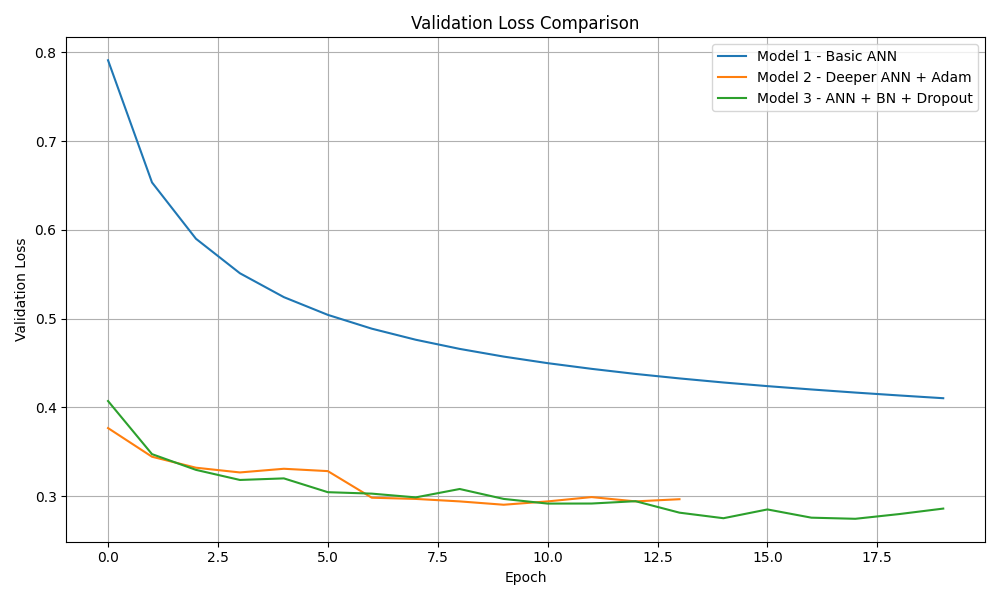 Validation Loss Comparison
Model 1 - Basic ANN
Model 2 - Deeper ANN + Adam
Model 3 - ANN + BN + Dropout
Validation Loss
0.8
0.7
0.6
0.5
0.4
0.3
0.0 2.5 5.0 7.5 10.0 12.5 15.0 17.5
Epoch